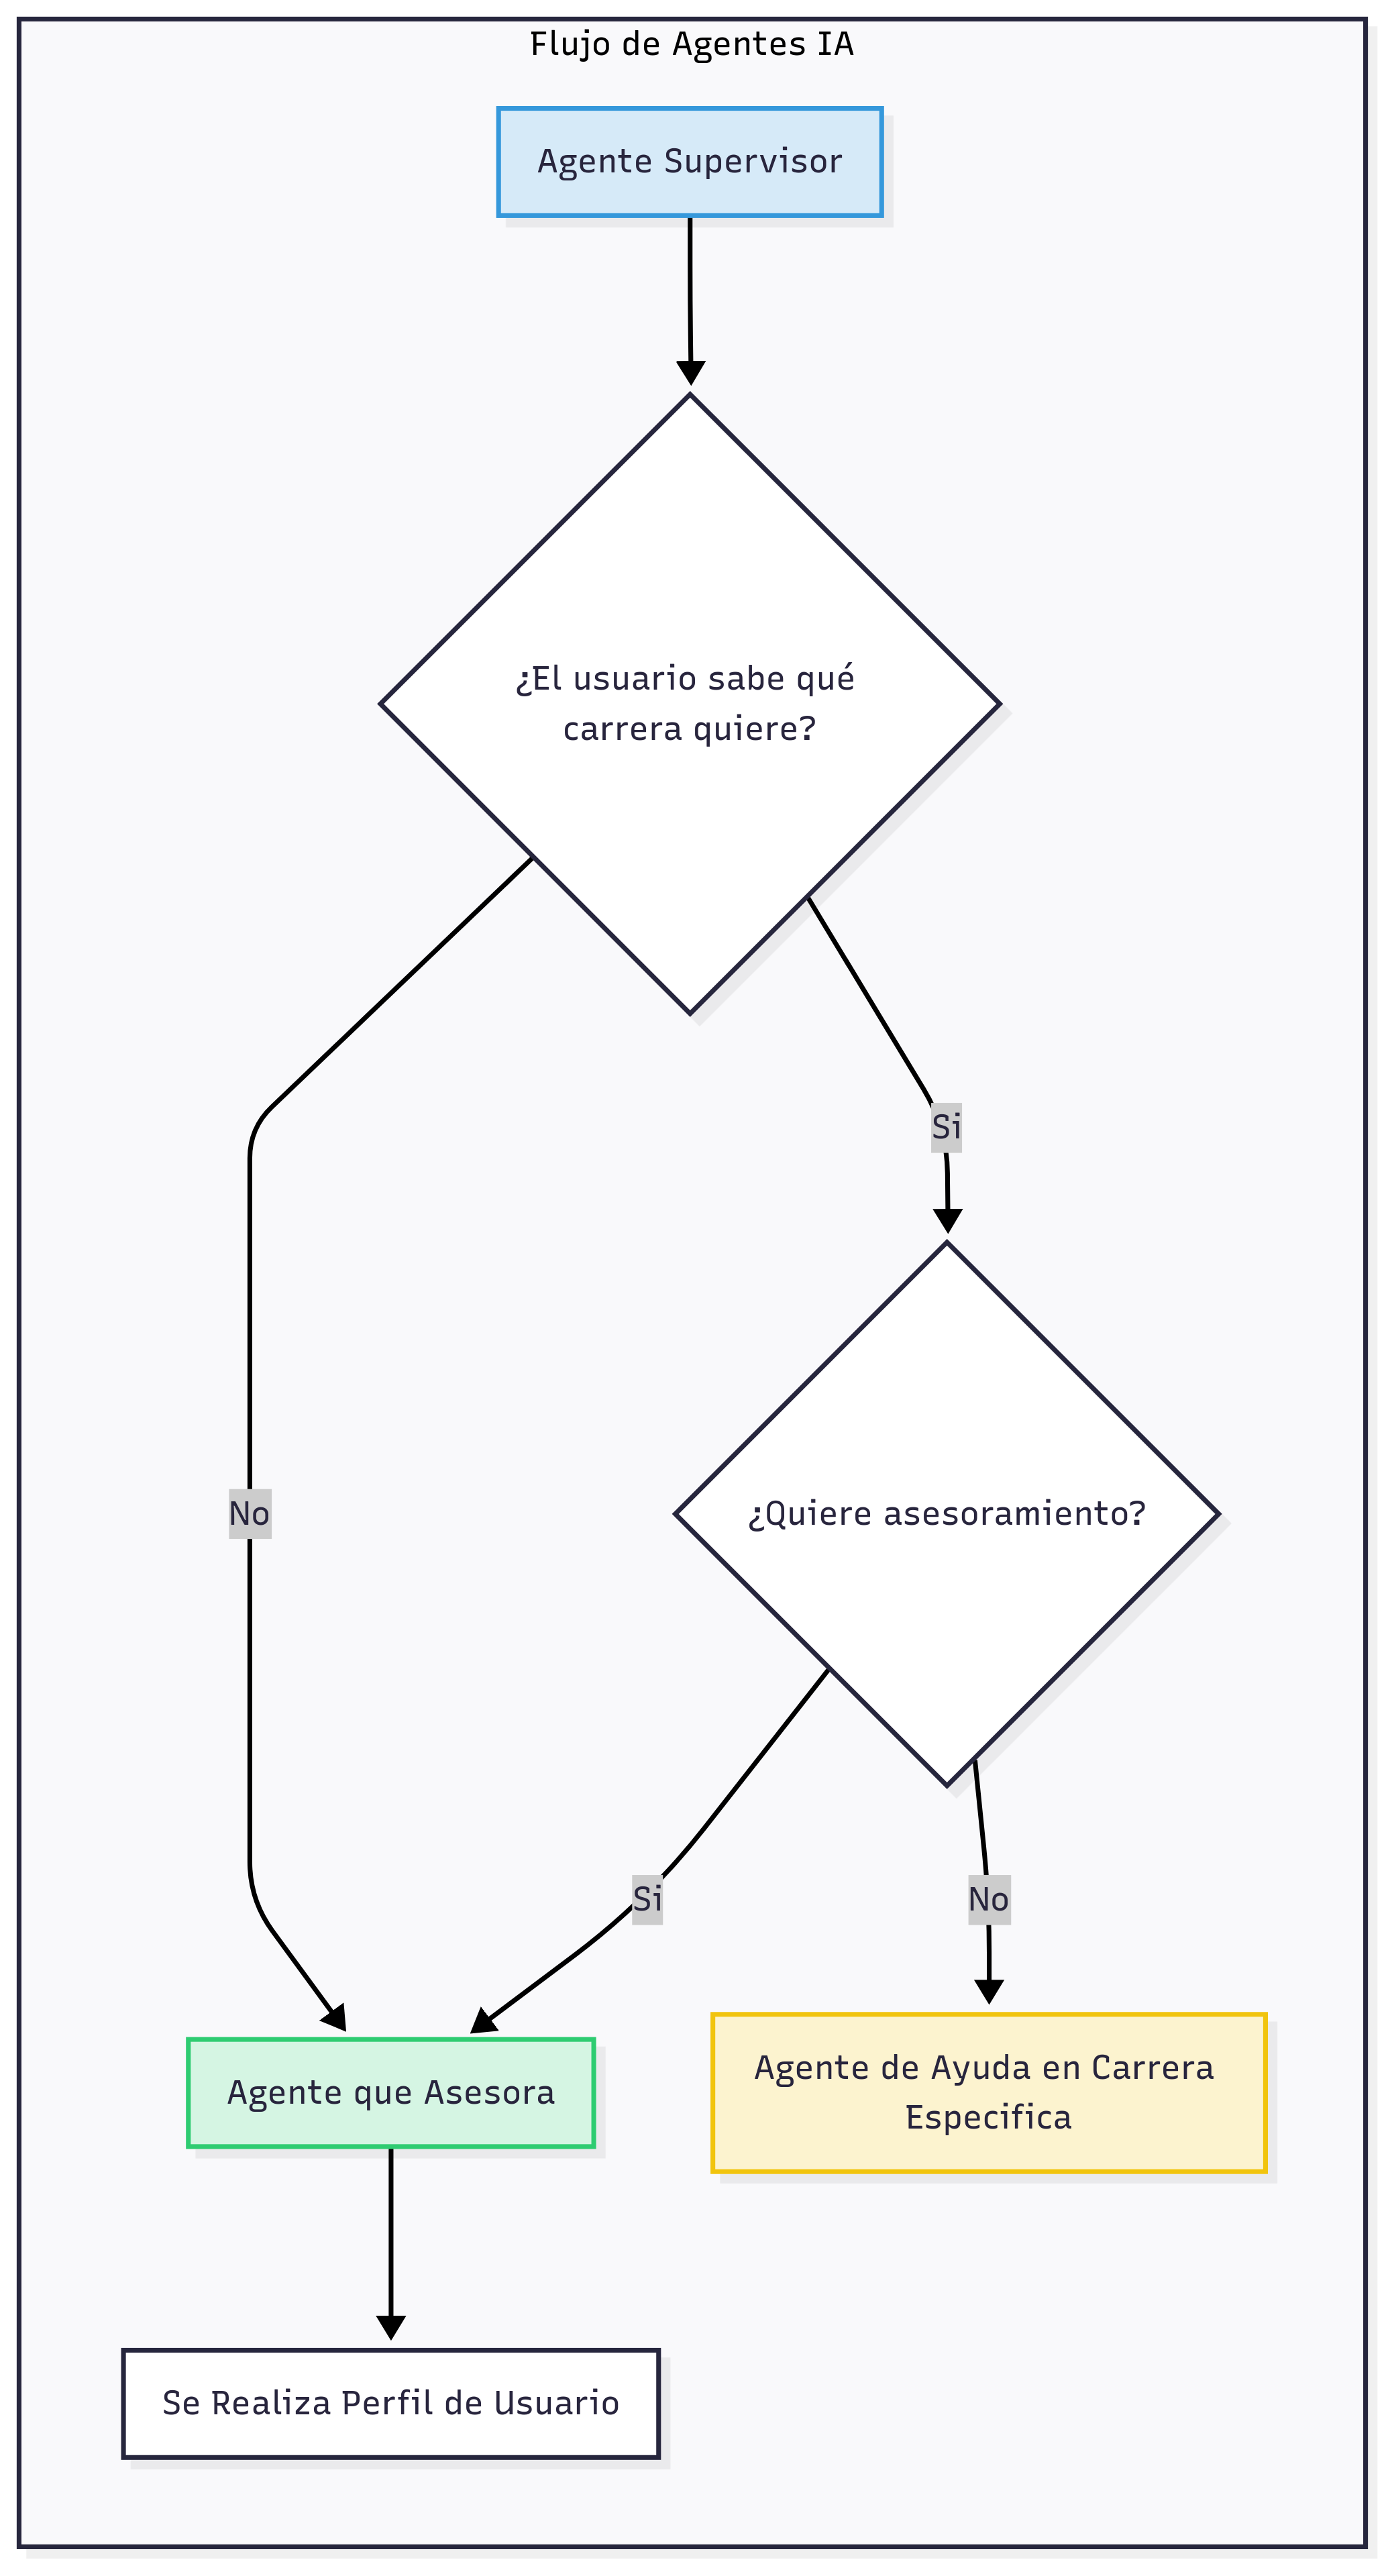 Flujo de Agentes IA
Agente Supervisor
¿El usuario sabe qué
carrera quiere?
Si
No
¿Quiere asesoramiento?
Si
No
Agente que Asesora
Agente de Ayuda en Carrera
Especifica
Se Realiza Perfil de Usuario